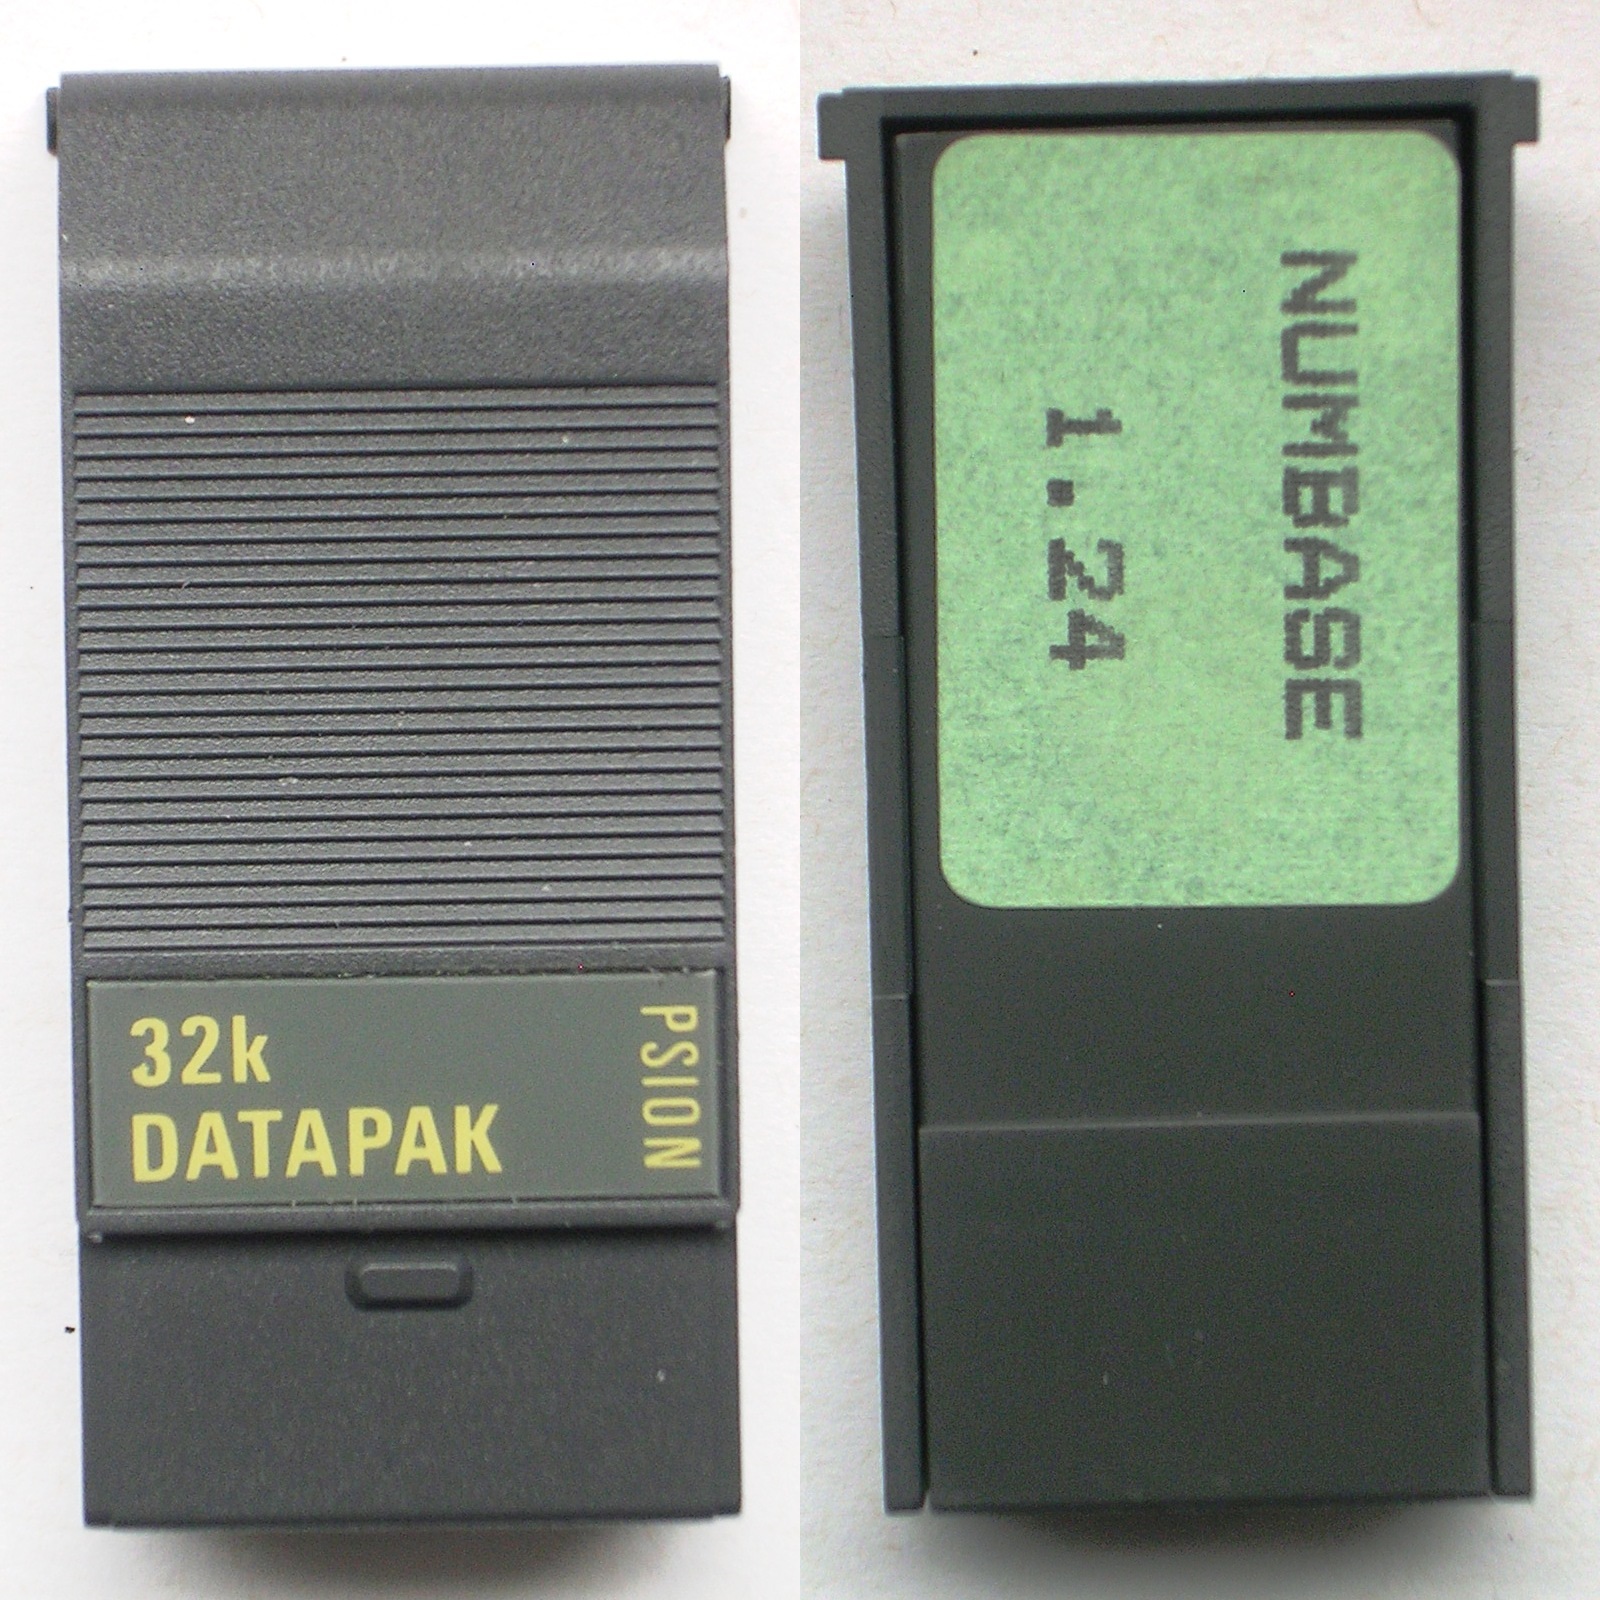 32k
DATAPAK
PSION
NUMBASE
1.24